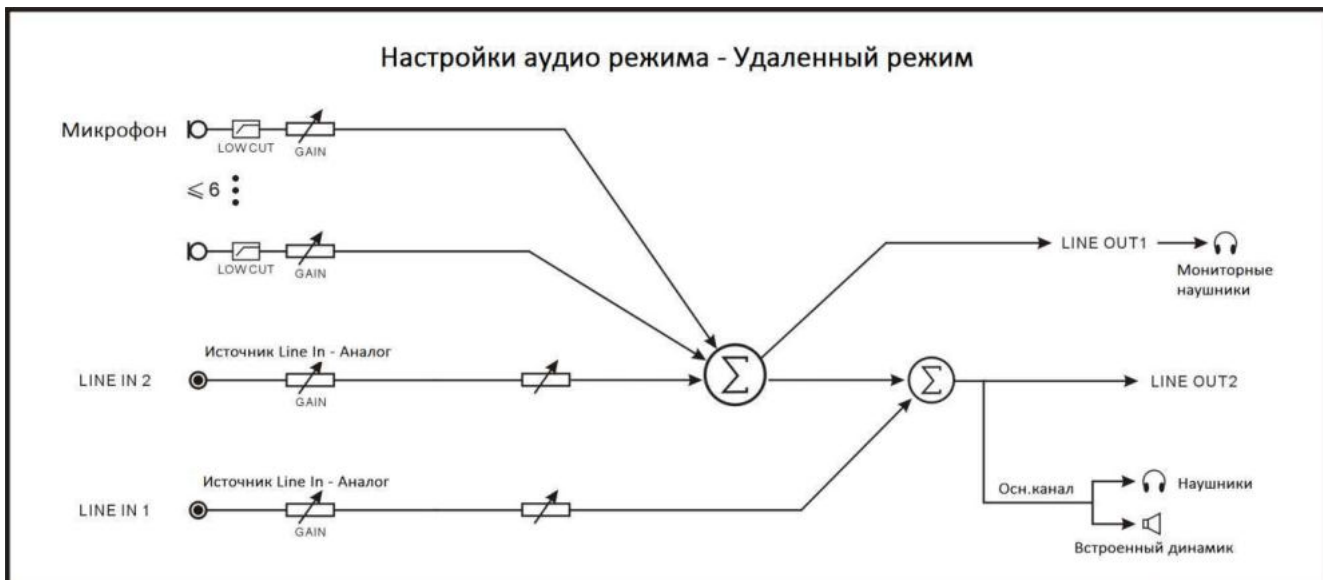 Настройки аудио режима - Удаленный режим
Микрофон
LOW CUT
GAIN
⩽ 6
LOW CUT
GAIN
LINE OUT1
Мониторные
наушники
Источник Line In - Аналог
LINE IN 2
GAIN
Σ
Σ
LINE OUT2
Источник Line In - Аналог
LINE IN 1
GAIN
Осн.канал
Наушники
Встроенный динамик